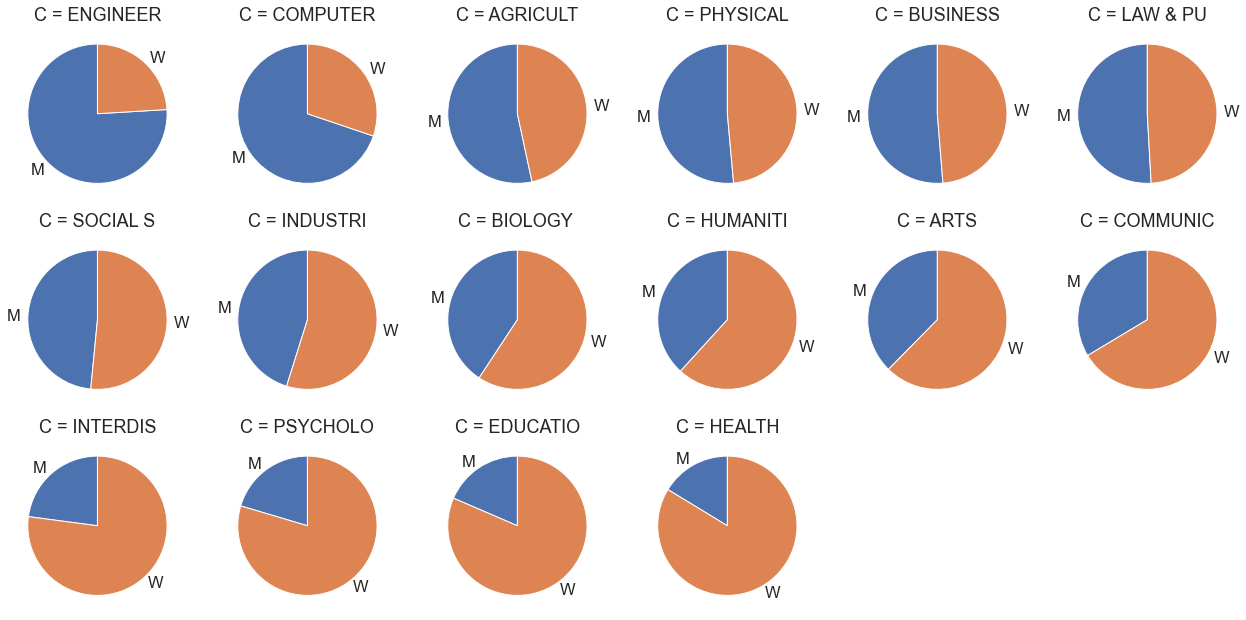 C = ENGINEER
W
M
C = COMPUTER
W
M
C = AGRICULT
W
M
C = PHYSICAL
W
M
C = BUSINESS
W
M
C = LAW & PU
W
M
C = SOCIAL S
M
W
C = INDUSTRI
M
W
C = BIOLOGY
M
W
C = HUMANITI
M
W
C = ARTS
M
W
C = COMMUNIC
M
W
C = INTERDIS
M
W
C = PSYCHOLO
M
W
C = EDUCATIO
M
W
C = HEALTH
M
W